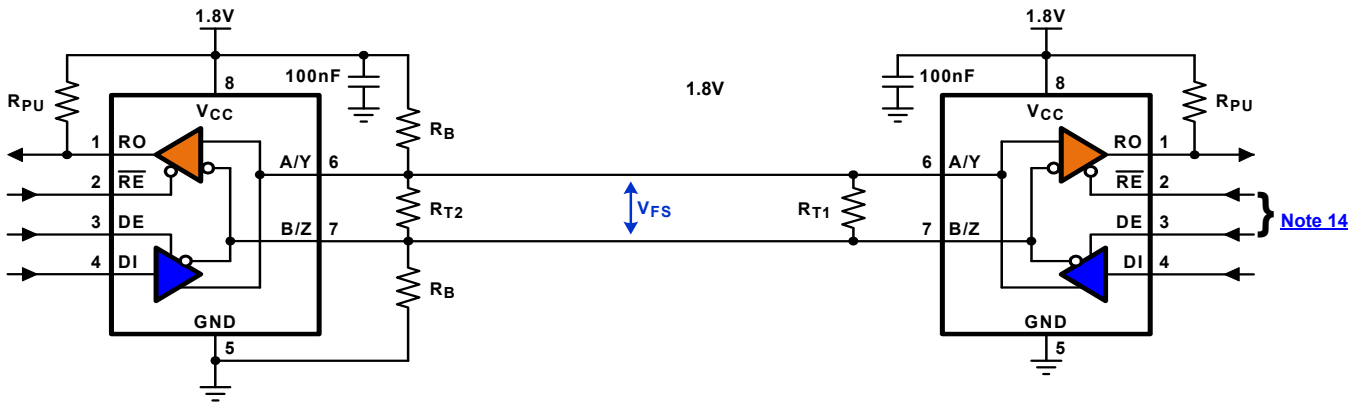 1.8V
1.8V
100nF
8
1.8V
100nF
8
RPU
VCC
RB
VCC
RPU
1 RO
A/Y 6
6 A/Y
RO 1
2 RE
RE 2
RT2
VFS
RT1
3 DE
B/Z 7
7 B/Z
DE 3
Note 14
4 DI
DI 4
RB
GND
5
GND
5